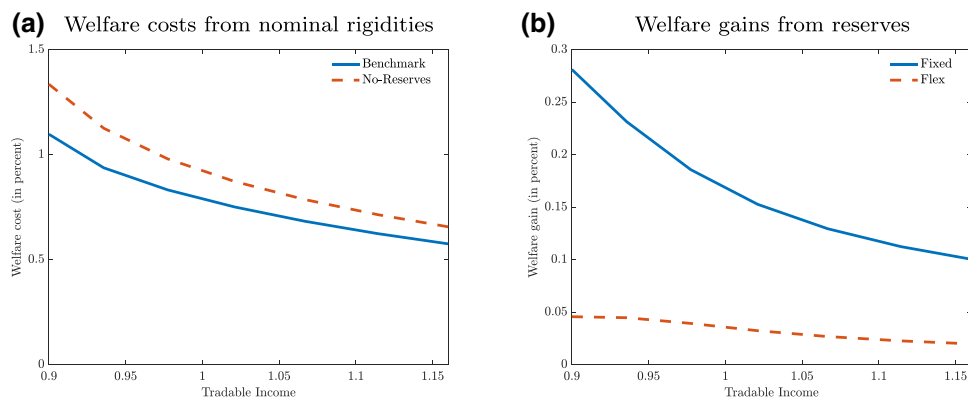 (a) Welfare costs from nominal rigidities
1.5
1
0.5
0
Welfare cost (in percent)
Benchmark
No-Reserves
0.9 0.95 1 1.05 1.1 1.15
Tradable Income
(b) Welfare gains from reserves
0.3
0.25
0.2
0.15
0.1
0.05
0
Welfare gain (in percent)
Fixed
Flex
0.9 0.95 1 1.05 1.1 1.15
Tradable Income